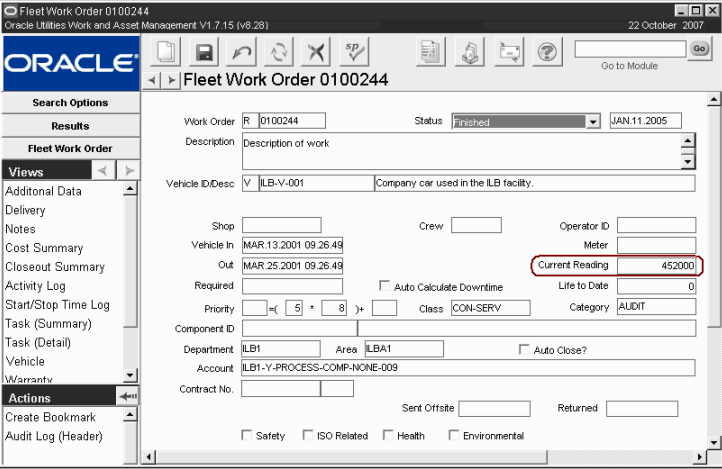 Fleet Work Order 0100244
Oracle Utilities Work and Asset Management V1.7.15 (v8.28) 22 October 2007
ORACLE
sp
Go
Go to Module
Fleet Work Order 0100244
Search Options
Results
Fleet Work Order
Views
Additonal Data
Delivery
Notes
Cost Summary
Closeout Summary
Activity Log
Start/Stop Time Log
Task (Summary)
Task (Detail)
Vehicle
Warranty
Actions
Create Bookmark
Audit Log (Header)
Work Order R 0100244 Status Finished JAN.11.2005
Description Description of work
Vehicle ID/Desc V ILB-V-001 Company car used in the ILB facility.
Shop Crew Operator ID
Vehicle In MAR.13.2001 09.26.49 Meter
Out MAR.25.2001 09.26.49 Current Reading 452000
Required Auto Calculate Downtime Life to Date 0
Priority =( 5 * 8 )+ Class CON-SERV Category AUDIT
Component ID
Department ILB1 Area ILBA1 Auto Close?
Account ILB1-Y-PROCESS-COMP-NONE-009
Contract No.
Sent Offsite Returned
Safety ISO Related Health Environmental